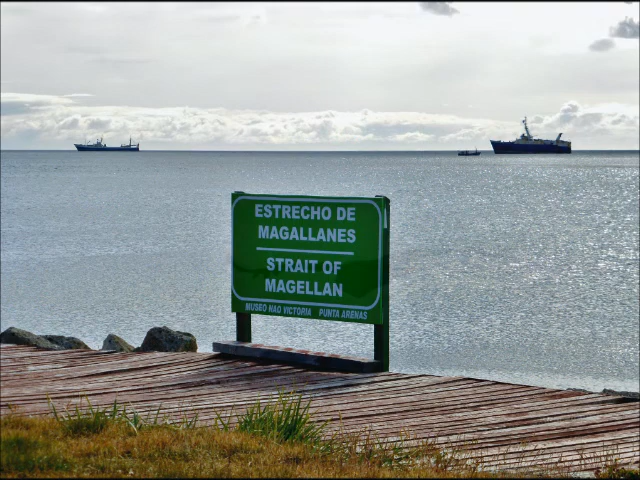 ESTRECHO DE
MAGALLANES
STRAIT OF
MAGELLAN
MUSEO NAO VICTORIA PUNTA ARENAS